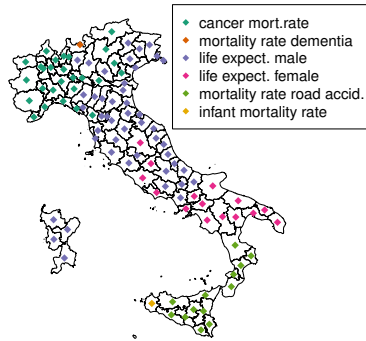 cancer mort.rate
mortality rate dementia
life expect. male
life expect. female
mortality rate road accid.
infant mortality rate